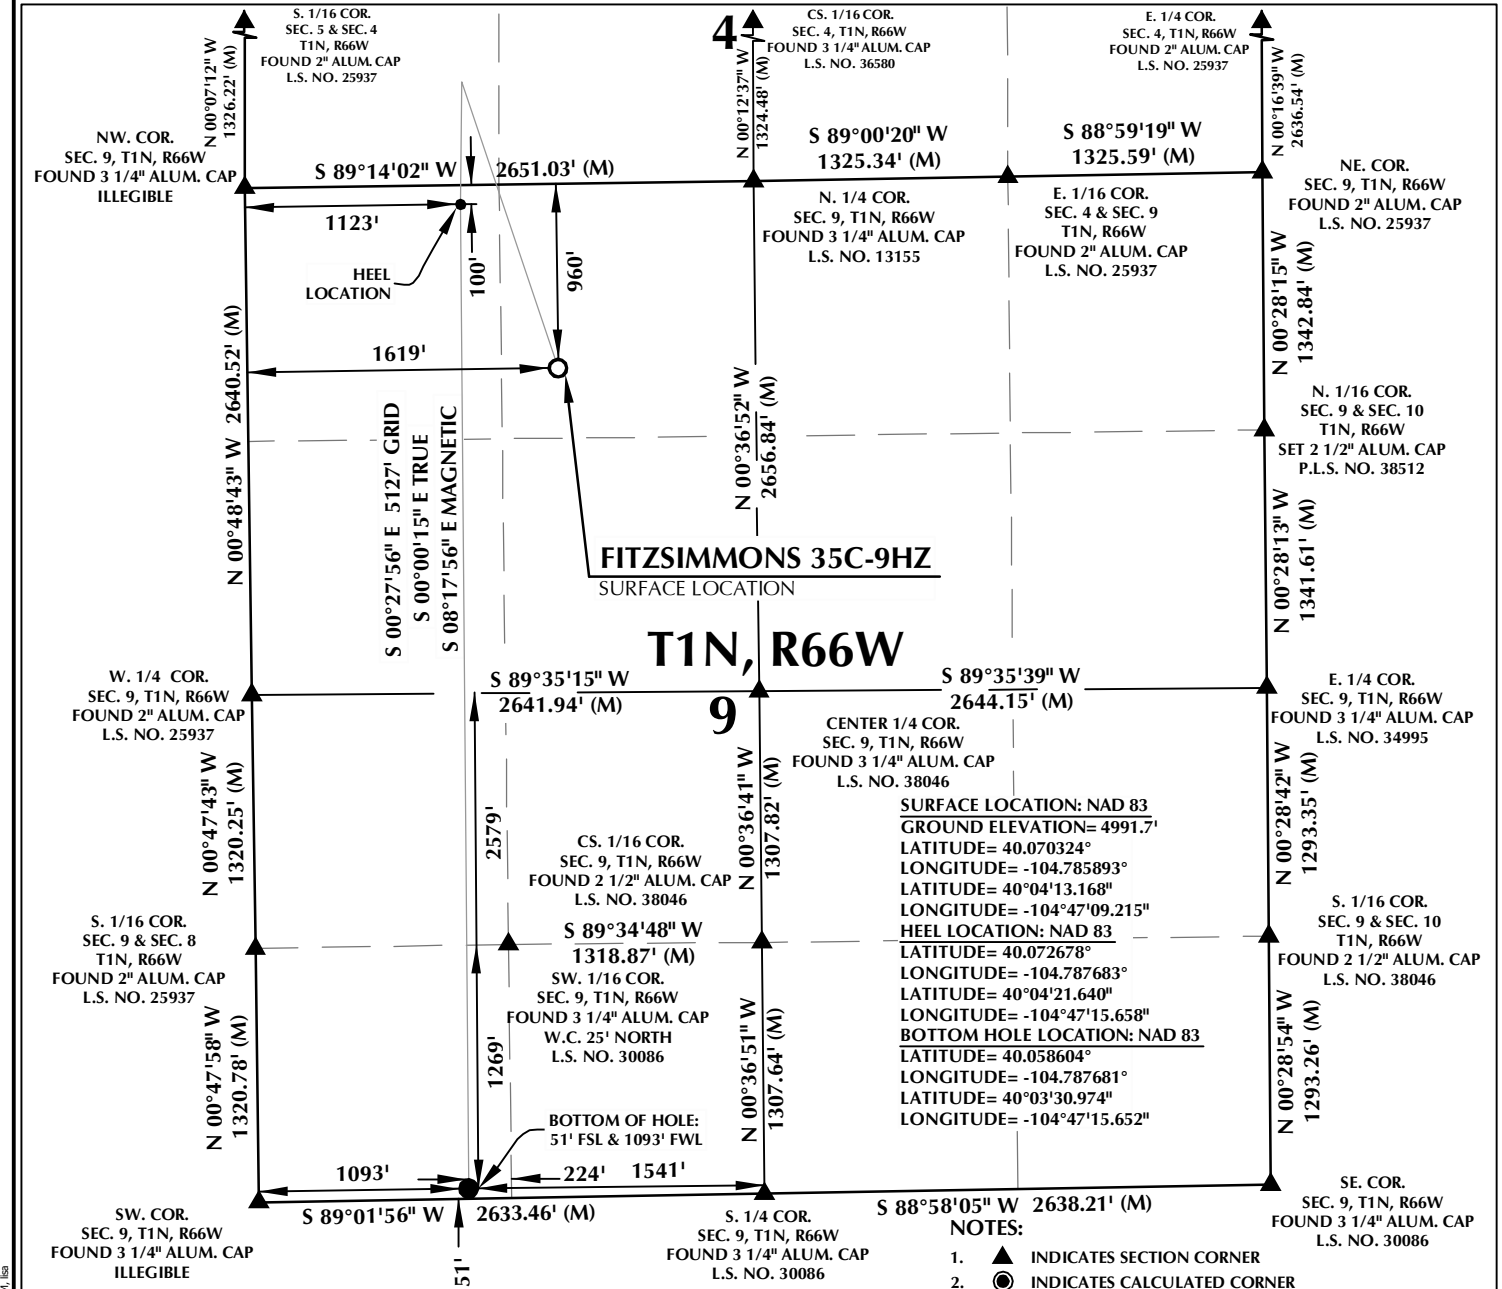 S. 1/16 COR.
SEC. 5 & SEC. 4
T1N, R66W
FOUND 2" ALUM. CAP
L.S. NO. 25937
N 00°07'12" W
1326.22' (M)
4
CS. 1/16 COR.
SEC. 4, T1N, R66W
FOUND 3 1/4" ALUM. CAP
L.S. NO. 36580
N 00°12'37" W
1324.48' (M)
E. 1/4 COR.
SEC. 4, T1N, R66W
FOUND 2" ALUM. CAP
L.S. NO. 25937
N 00°16'39" W
2636.54' (M)
NW. COR.
SEC. 9, T1N, R66W
FOUND 3 1/4" ALUM. CAP
ILLEGIBLE
S 89°14'02" W 2651.03' (M)
S 89°00'20" W
1325.34' (M)
S 88°59'19" W
1325.59' (M)
NE. COR.
SEC. 9, T1N, R66W
FOUND 2" ALUM. CAP
L.S. NO. 25937
N. 1/4 COR.
SEC. 9, T1N, R66W
FOUND 3 1/4" ALUM. CAP
L.S. NO. 13155
E. 1/16 COR.
SEC. 4 & SEC. 9
T1N, R66W
FOUND 2" ALUM. CAP
L.S. NO. 25937
1123'
HEEL
LOCATION
100'
960'
1619'
N 00°48'43" W 2640.52' (M)
S 00°27'56" E 5127' GRID
S 00°00'15" E TRUE
S 08°17'56" E MAGNETIC
N 00°36'52" W
2656.84' (M)
N 00°28'15" W
1342.84' (M)
N. 1/16 COR.
SEC. 9 & SEC. 10
T1N, R66W
SET 2 1/2" ALUM. CAP
P.L.S. NO. 38512
FITZSIMMONS 35C-9HZ
SURFACE LOCATION
N 00°28'13" W
1341.61' (M)
T1N, R66W
9
W. 1/4 COR.
SEC. 9, T1N, R66W
FOUND 2" ALUM. CAP
L.S. NO. 25937
S 89°35'15" W
2641.94' (M)
S 89°35'39" W
2644.15' (M)
E. 1/4 COR.
SEC. 9, T1N, R66W
FOUND 3 1/4" ALUM. CAP
L.S. NO. 34995
CENTER 1/4 COR.
SEC. 9, T1N, R66W
FOUND 3 1/4" ALUM. CAP
L.S. NO. 38046
N 00°47'43" W
1320.25' (M)
2579'
N 00°36'41" W
1307.82' (M)
N 00°28'42" W
1293.35' (M)
CS. 1/16 COR.
SEC. 9, T1N, R66W
FOUND 2 1/2" ALUM. CAP
L.S. NO. 38046
SURFACE LOCATION: NAD 83
GROUND ELEVATION= 4991.7'
LATITUDE= 40.070324°
LONGITUDE= -104.785893°
LATITUDE= 40°04'13.168"
LONGITUDE= -104°47'09.215"
HEEL LOCATION: NAD 83
LATITUDE= 40.072678°
LONGITUDE= -104.787683°
LATITUDE= 40°04'21.640"
LONGITUDE= -104°47'15.658"
BOTTOM HOLE LOCATION: NAD 83
LATITUDE= 40.058604°
LONGITUDE= -104.787681°
LATITUDE= 40°03'30.974"
LONGITUDE= -104°47'15.652"
S. 1/16 COR.
SEC. 9 & SEC. 8
T1N, R66W
FOUND 2" ALUM. CAP
L.S. NO. 25937
S 89°34'48" W
1318.87' (M)
SW. 1/16 COR.
SEC. 9, T1N, R66W
FOUND 3 1/4" ALUM. CAP
W.C. 25' NORTH
L.S. NO. 30086
S. 1/16 COR.
SEC. 9 & SEC. 10
T1N, R66W
FOUND 2 1/2" ALUM. CAP
L.S. NO. 38046
N 00°47'58" W
1320.78' (M)
1269'
N 00°36'51" W
1307.64' (M)
N 00°28'54" W
1293.26' (M)
BOTTOM OF HOLE:
51' FSL & 1093' FWL
1093'
224'
1541'
S 89°01'56" W 2633.46' (M)
S 88°58'05" W 2638.21' (M)
51'
SW. COR.
SEC. 9, T1N, R66W
FOUND 3 1/4" ALUM. CAP
ILLEGIBLE
S. 1/4 COR.
SEC. 9, T1N, R66W
FOUND 3 1/4" ALUM. CAP
L.S. NO. 30086
SE. COR.
SEC. 9, T1N, R66W
FOUND 3 1/4" ALUM. CAP
L.S. NO. 30086
NOTES:
1. INDICATES SECTION CORNER
2. INDICATES CALCULATED CORNER